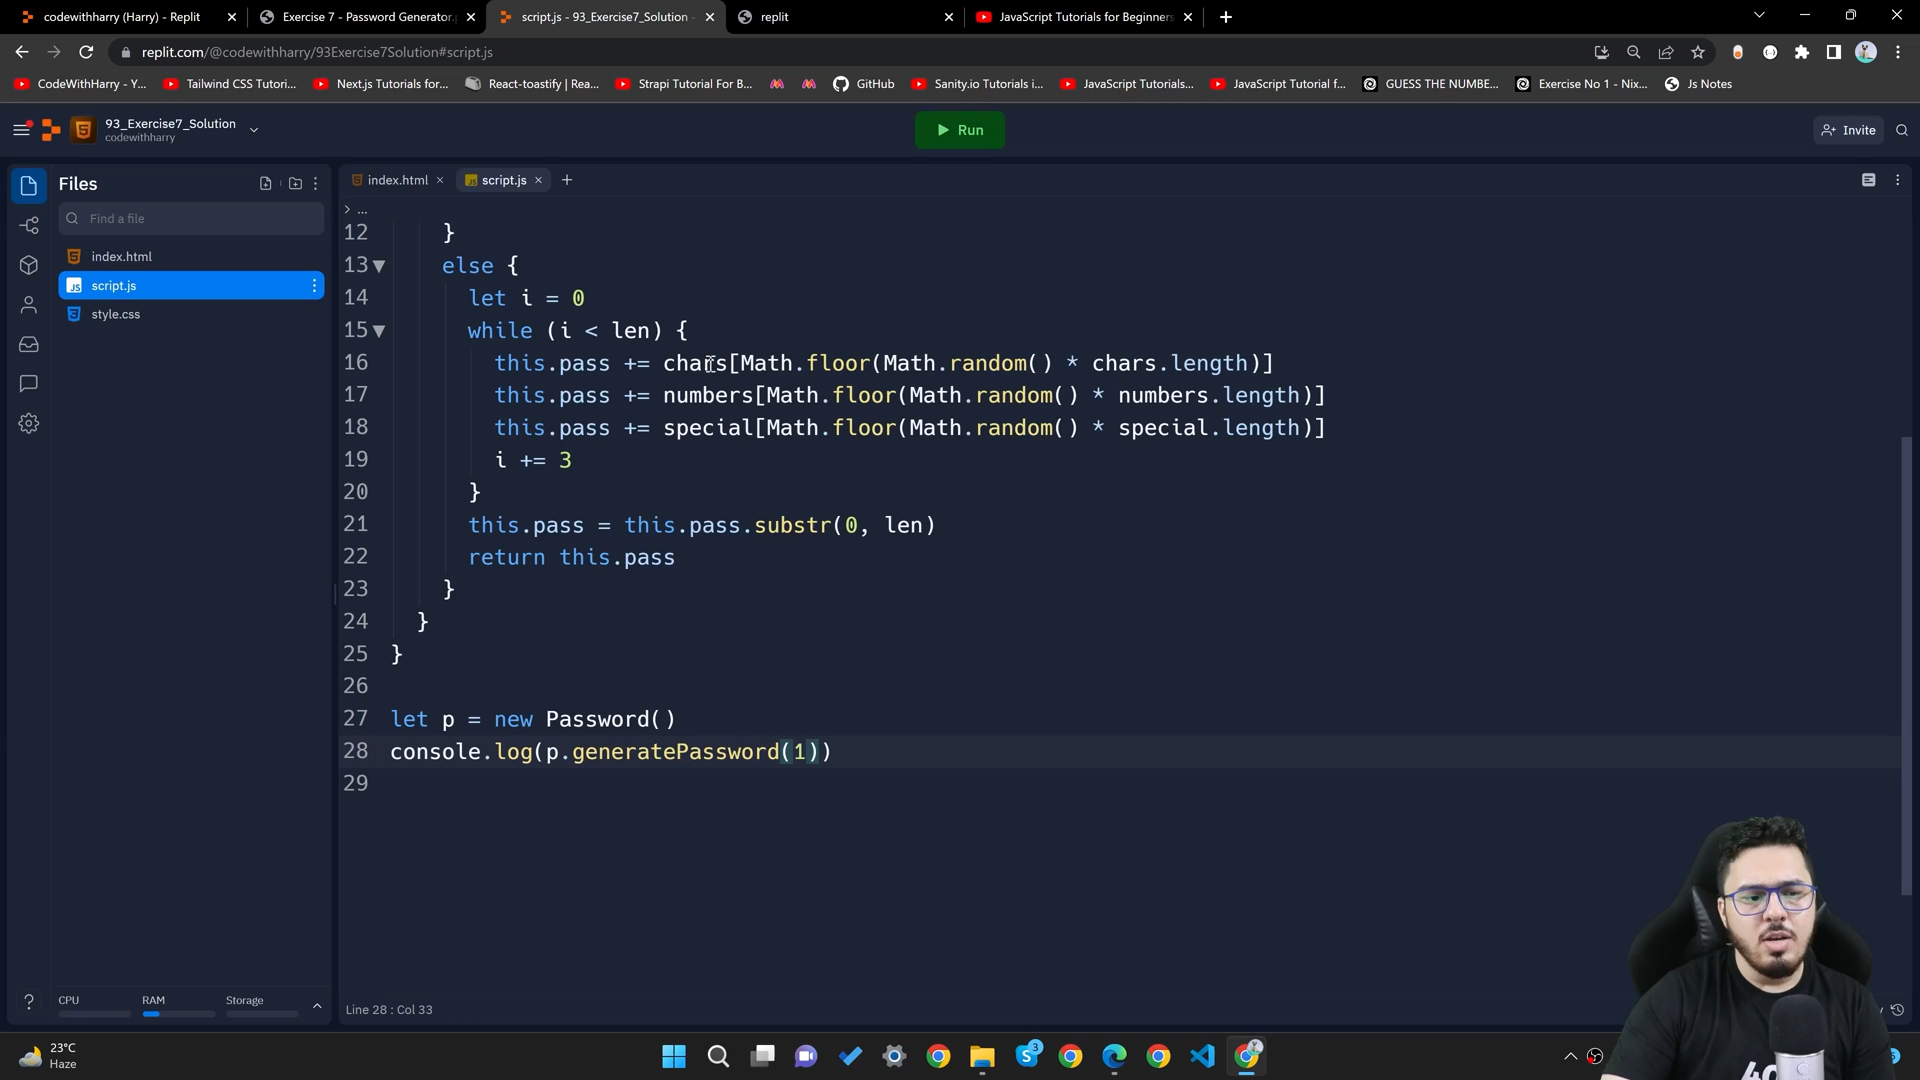 codewithharry (Harry) - Replit
Exercise 7 - Password Generator.p
script.js - 93_Exercise7_Solution -
replit
JavaScript Tutorials for Beginners
replit.com/@codewithharry/93Exercise7Solution#script.js
CodeWithHarry - Y...
Tailwind CSS Tutori...
Next.js Tutorials for...
React-toastify | Rea...
Strapi Tutorial For B...
GitHub
Sanity.io Tutorials i...
JavaScript Tutorials...
JavaScript Tutorial f...
GUESS THE NUMBE...
Exercise No 1 - Nix...
Js Notes
93_Exercise7_Solution
codewithharry
Run
Invite
Files
index.html
script.js
Find a file
...
index.html
script.js
style.css
12 }
13 else {
14 let i = 0
15 while (i < len) {
16 this.pass += chars[Math.floor(Math.random() * chars.length)]
17 this.pass += numbers[Math.floor(Math.random() * numbers.length)]
18 this.pass += special[Math.floor(Math.random() * special.length)]
19 i += 3
20 }
21 this.pass = this.pass.substr(0, len)
22 return this.pass
23 }
24 }
25 }
26
27 let p = new Password()
28 console.log(p.generatePassword(1))
29
CPU
RAM
Storage
Line 28 : Col 33
23°C
Haze
3